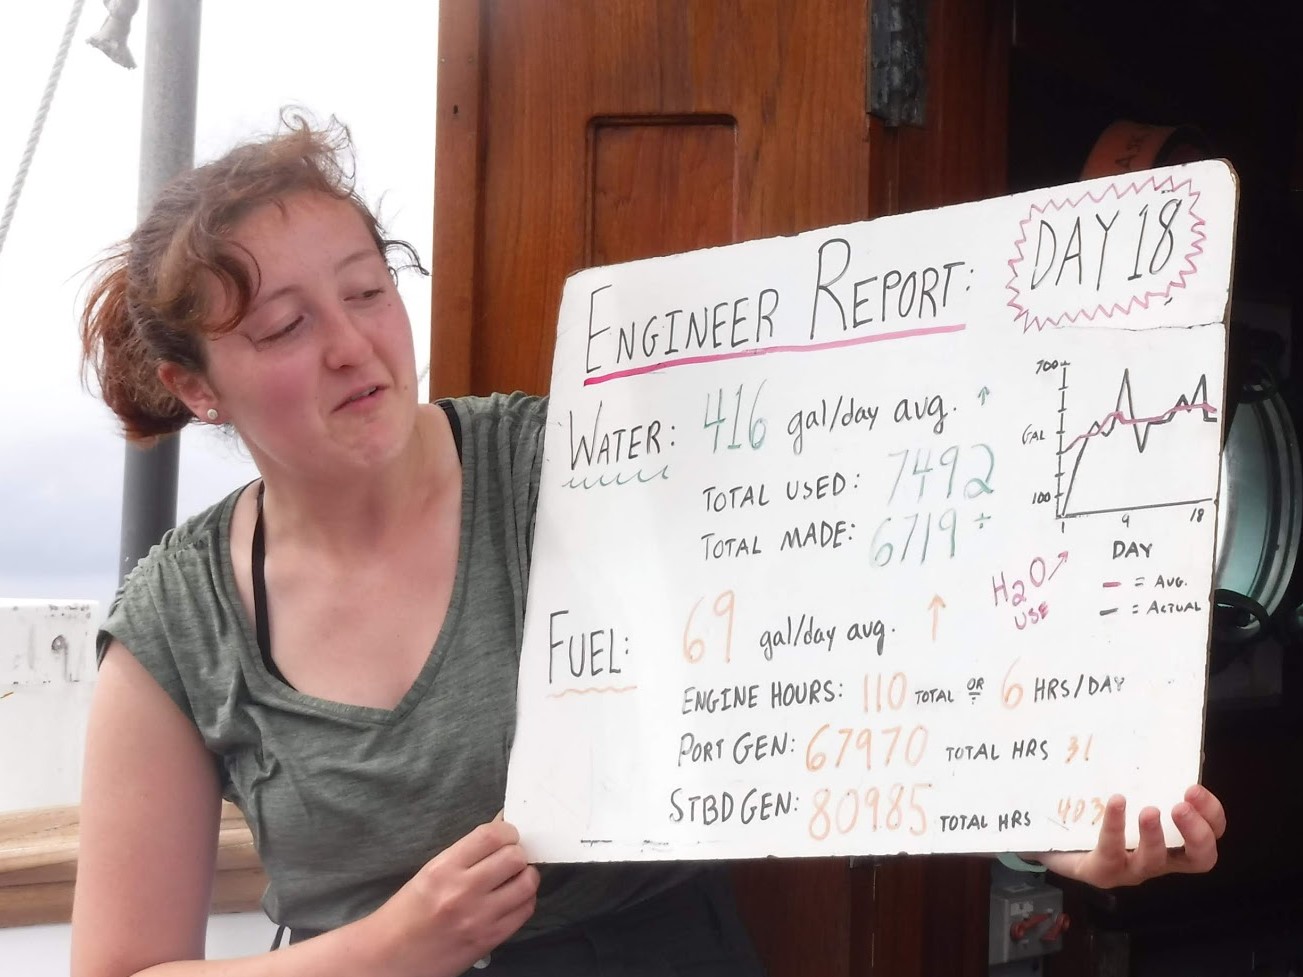 ENGINEER REPORT:
DAY 18
WATER: 416 gal/day avg. ↑
TOTAL USED: 7492
TOTAL MADE: 6719 ÷
700
GAL
100
1 9 18
DAY
H2O USE ↗
– = AVG.
– = ACTUAL
FUEL: 69 gal/day avg. ↑
ENGINE HOURS: 110 TOTAL OR 6 HRS/DAY
PORT GEN: 67970 TOTAL HRS 31
STBD GEN: 80985 TOTAL HRS 403